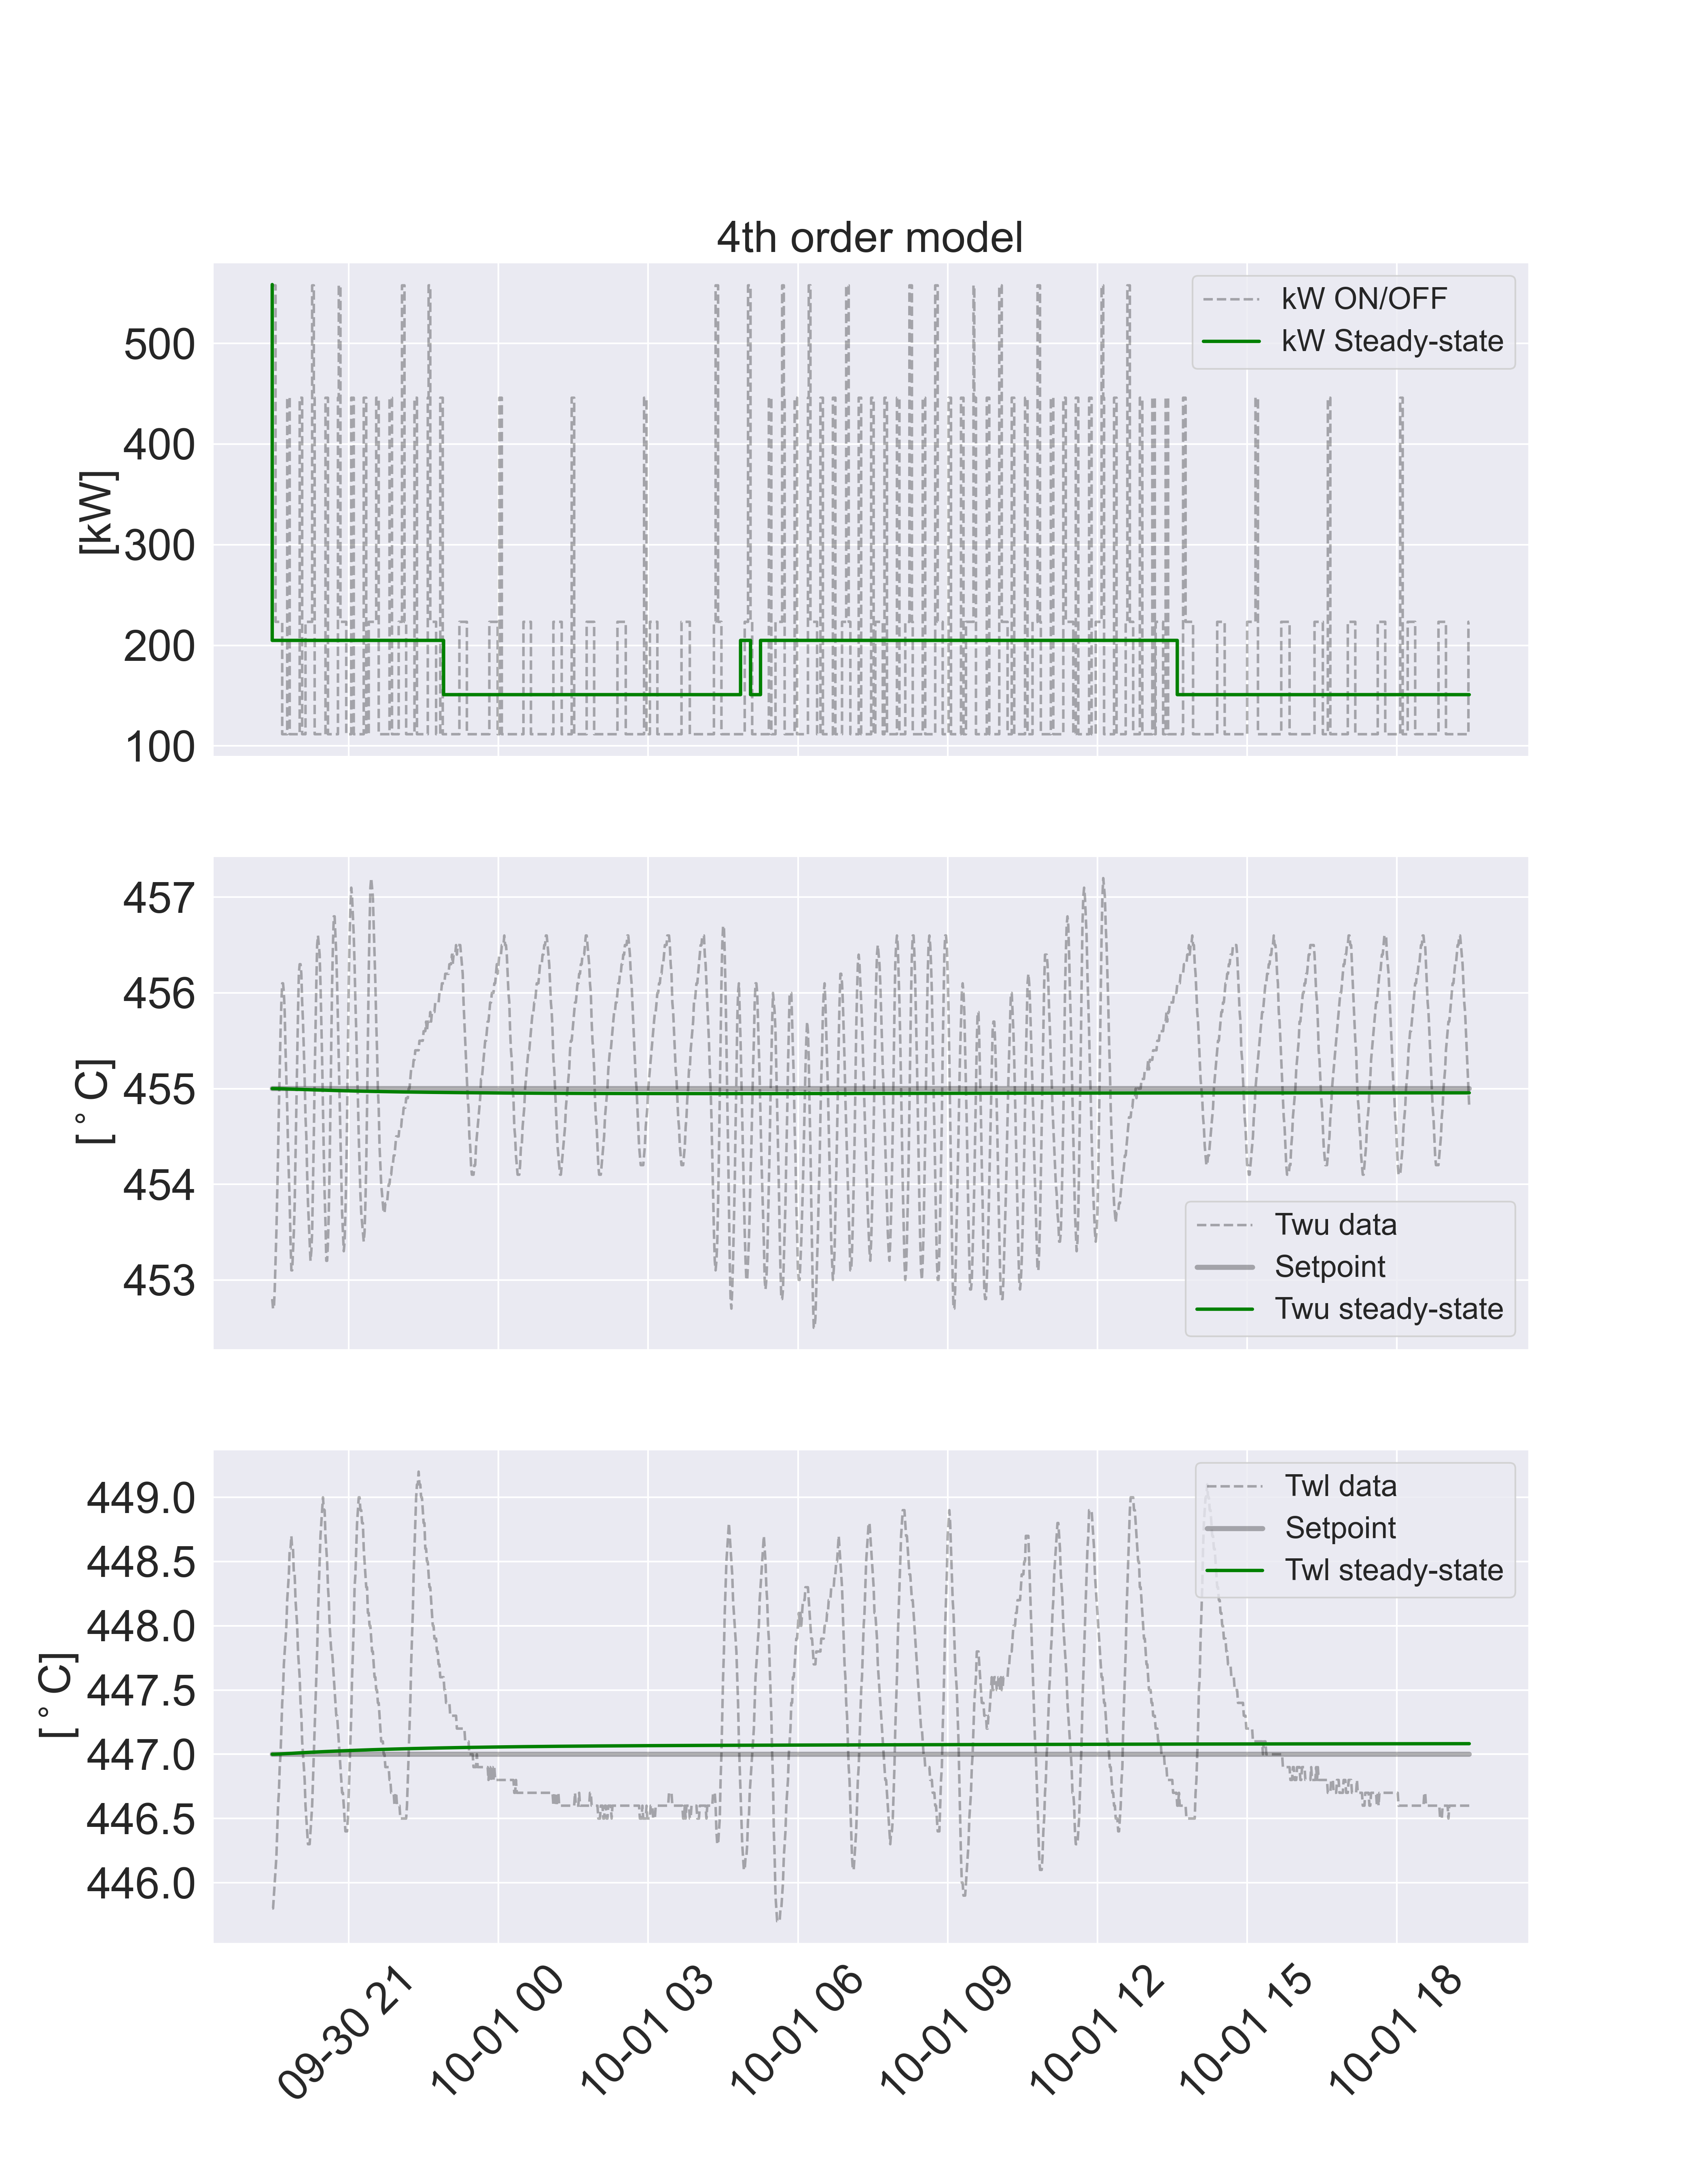 4th order model
[kW]
500
400
300
200
100
kW ON/OFF
kW Steady-state
[°C]
457
456
455
454
453
Twu data
Setpoint
Twu steady-state
[°C]
449.0
448.5
448.0
447.5
447.0
446.5
446.0
Twl data
Setpoint
Twl steady-state
09-30 21
10-01 00
10-01 03
10-01 06
10-01 09
10-01 12
10-01 15
10-01 18